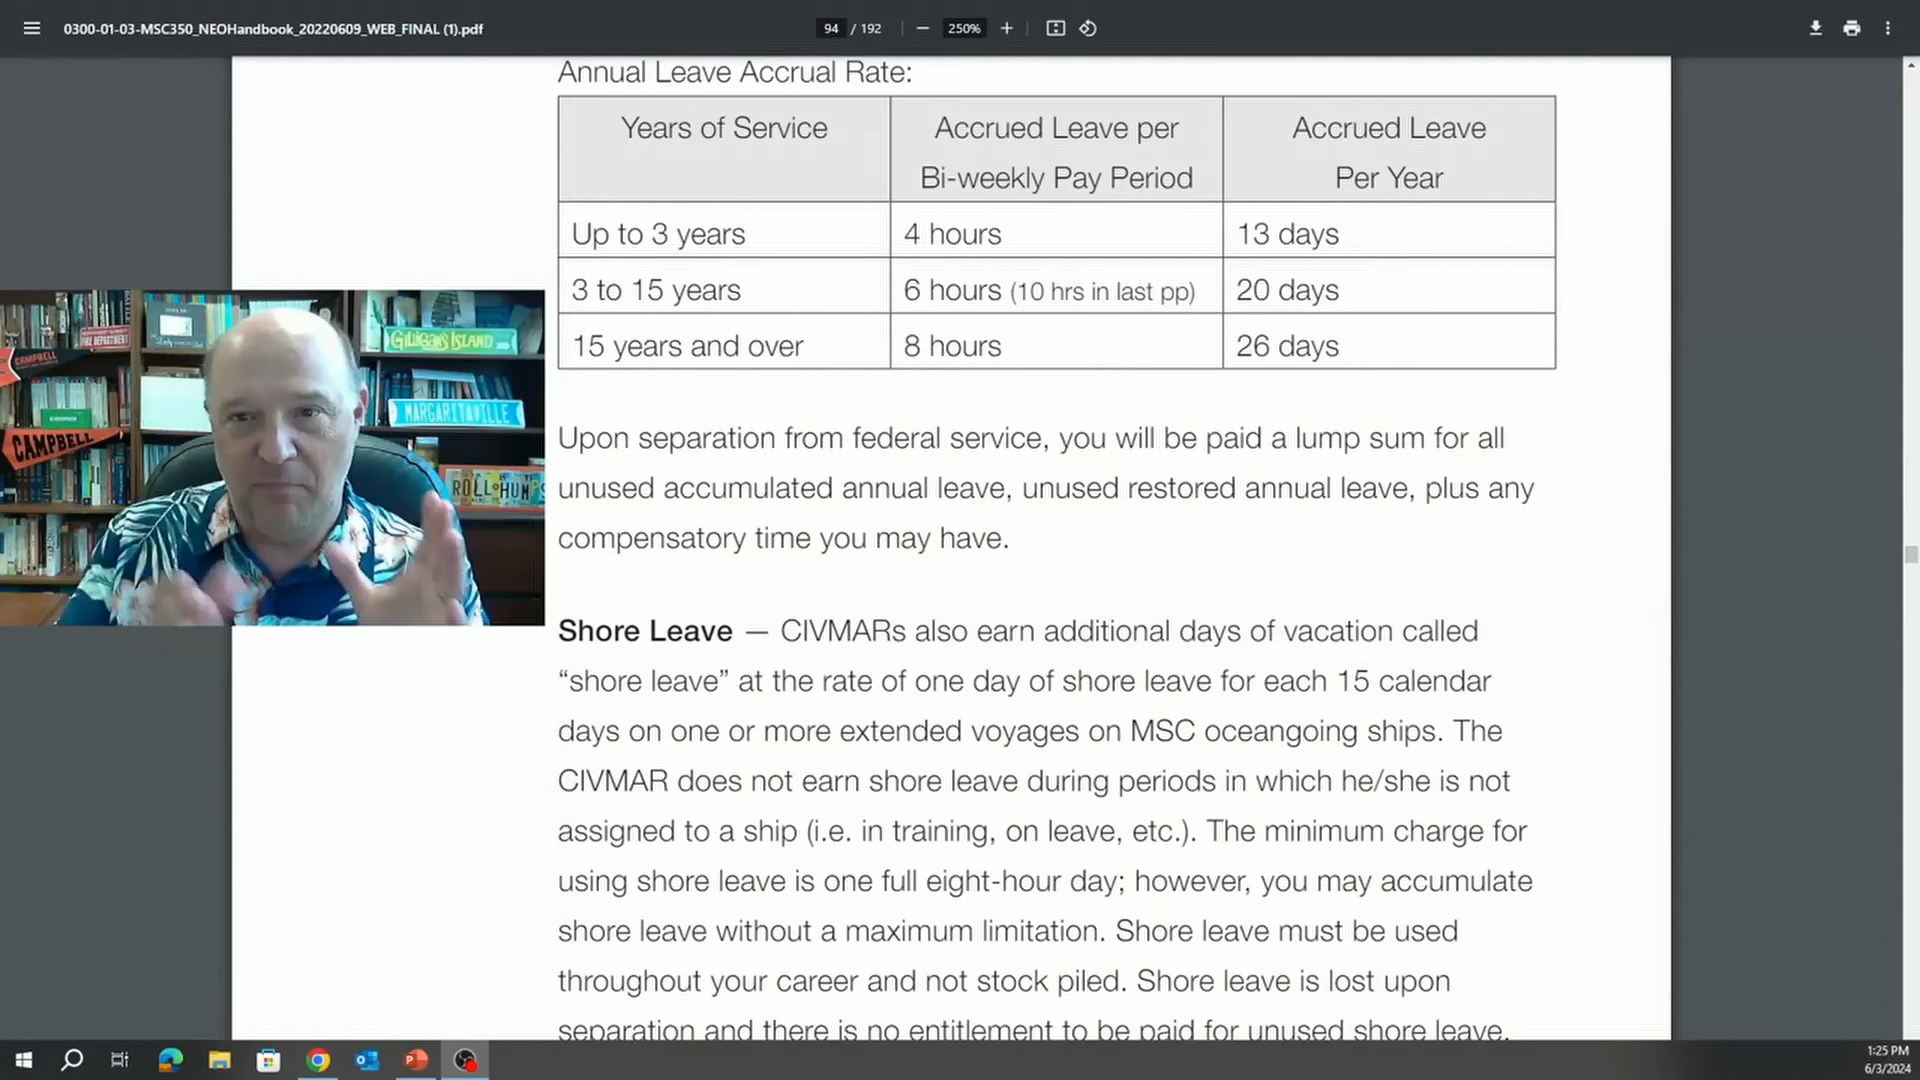 0300-01-03-MSC350_NEOHandbook_20220609_WEB_FINAL (1).pdf
94 / 192
250%
Annual Leave Accrual Rate:
Years of Service
Accrued Leave per
Bi-weekly Pay Period
Accrued Leave
Per Year
Up to 3 years 4 hours 13 days
3 to 15 years 6 hours (10 hrs in last pp) 20 days
15 years and over 8 hours 26 days
GILLIGAN'S ISLAND
FIRE DEPARTMENT
CAMPBELL
MARGARITAVILLE
CAMPBELL
Upon separation from federal service, you will be paid a lump sum for all
unused accumulated annual leave, unused restored annual leave, plus any
compensatory time you may have.
Shore Leave — CIVMARs also earn additional days of vacation called
“shore leave” at the rate of one day of shore leave for each 15 calendar
days on one or more extended voyages on MSC oceangoing ships. The
CIVMAR does not earn shore leave during periods in which he/she is not
assigned to a ship (i.e. in training, on leave, etc.). The minimum charge for
using shore leave is one full eight-hour day; however, you may accumulate
shore leave without a maximum limitation. Shore leave must be used
throughout your career and not stock piled. Shore leave is lost upon
separation and there is no entitlement to be paid for unused shore leave.
1:25 PM
6/3/2024